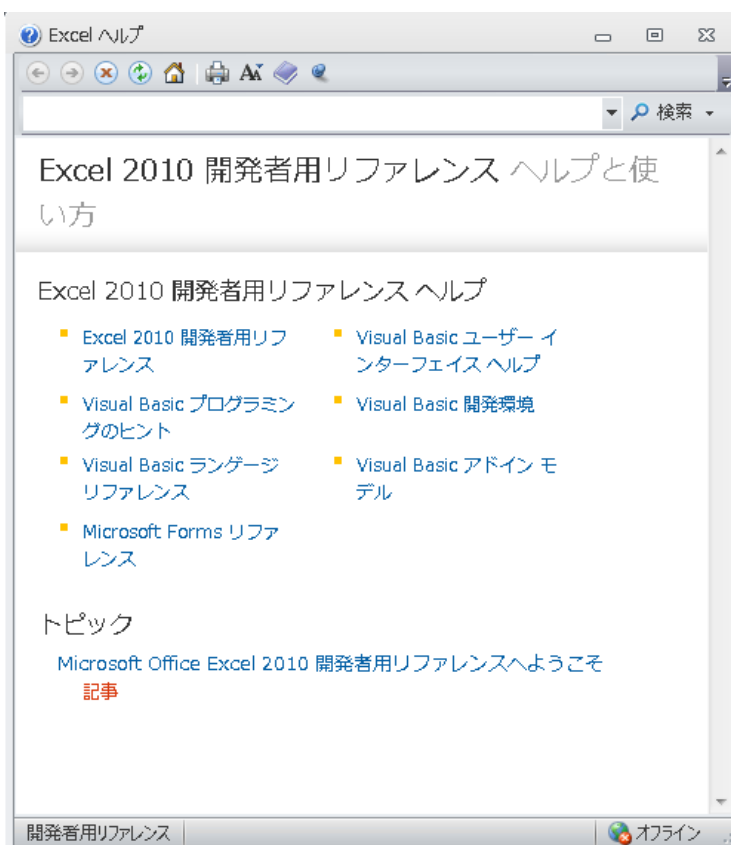 Excel ヘルプ
検索
Excel 2010 開発者用リファレンス ヘルプと使
い方
Excel 2010 開発者用リファレンス ヘルプ
Excel 2010 開発者用リフ
ァレンス
Visual Basic ユーザー イ
ンターフェイス ヘルプ
Visual Basic プログラミン
グのヒント
Visual Basic 開発環境
Visual Basic ランゲージ
リファレンス
Visual Basic アドイン モ
デル
Microsoft Forms リファ
レンス
トピック
Microsoft Office Excel 2010 開発者用リファレンスへようこそ
記事
開発者用リファレンス
オフライン